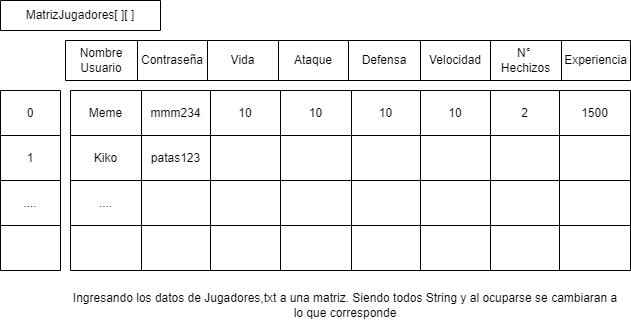 MatrizJugadores[ ][ ]
Nombre Usuario Contraseña Vida Ataque Defensa Velocidad N° Hechizos Experiencia
0 Meme mmm234 10 10 10 10 2 1500
1 Kiko patas123
.... ....
Ingresando los datos de Jugadores,txt a una matriz. Siendo todos String y al ocuparse se cambiaran a
lo que corresponde